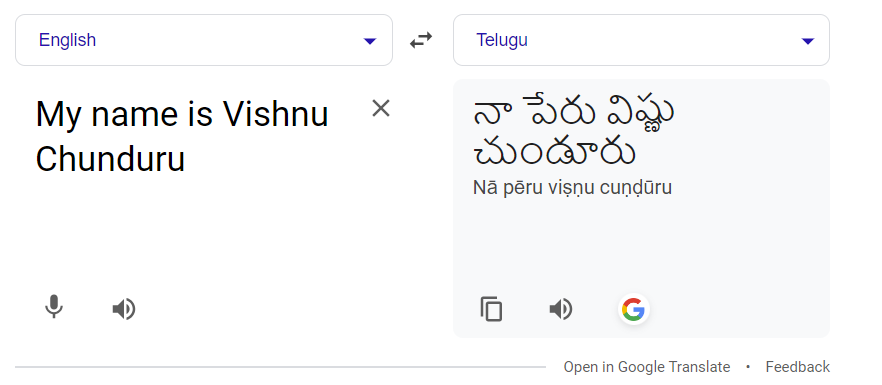 English
Telugu
My name is Vishnu
Chunduru
నా పేరు విష్ణు
చుండూరు
Nā pēru viṣṇu cuṇḍūru
Open in Google Translate • Feedback